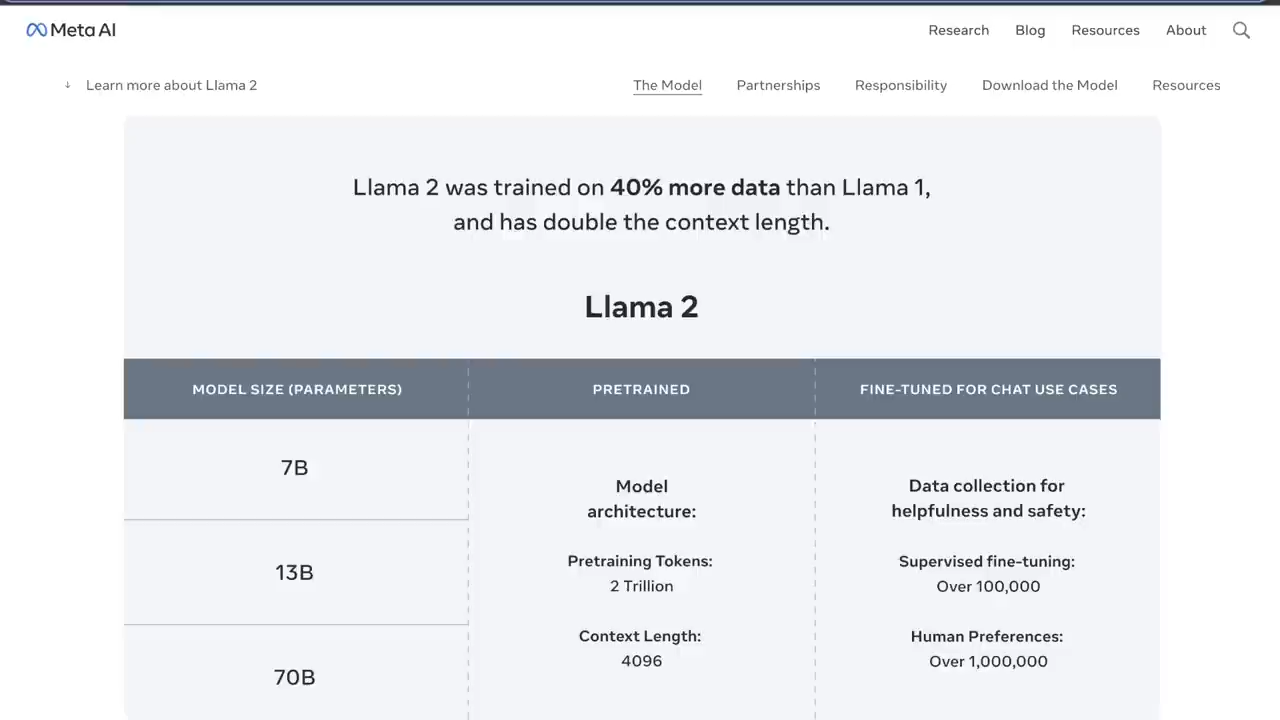 Meta AI
Research Blog Resources About
Learn more about Llama 2
The Model Partnerships Responsibility Download the Model Resources
Llama 2 was trained on 40% more data than Llama 1,
and has double the context length.
Llama 2
MODEL SIZE (PARAMETERS) PRETRAINED FINE-TUNED FOR CHAT USE CASES
7B
13B
70B
Model
architecture:
Pretraining Tokens:
2 Trillion
Context Length:
4096
Data collection for
helpfulness and safety:
Supervised fine-tuning:
Over 100,000
Human Preferences:
Over 1,000,000